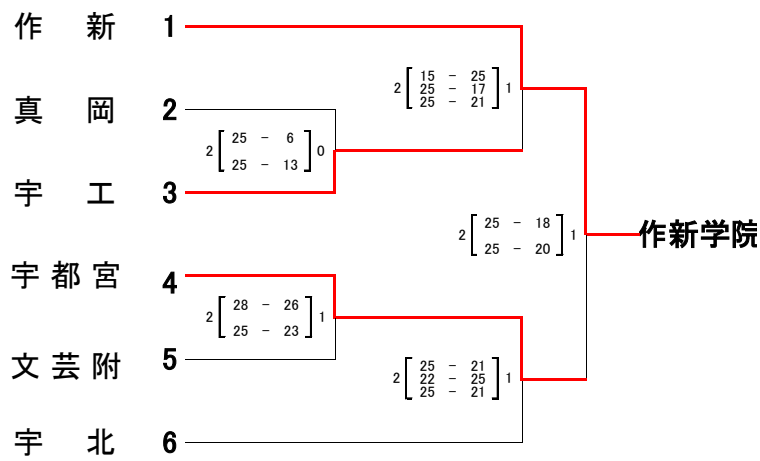 作 新 1
2 [ 15 - 25 ] 1
25 - 17
25 - 21
真 岡 2
2 [ 25 - 6 ] 0
25 - 13
宇 工 3
2 [ 25 - 18 ] 1
25 - 20
作新学院
宇 都 宮 4
2 [ 28 - 26 ] 1
25 - 23
文 芸 附 5
2 [ 25 - 21 ] 1
22 - 25
25 - 21
宇 北 6